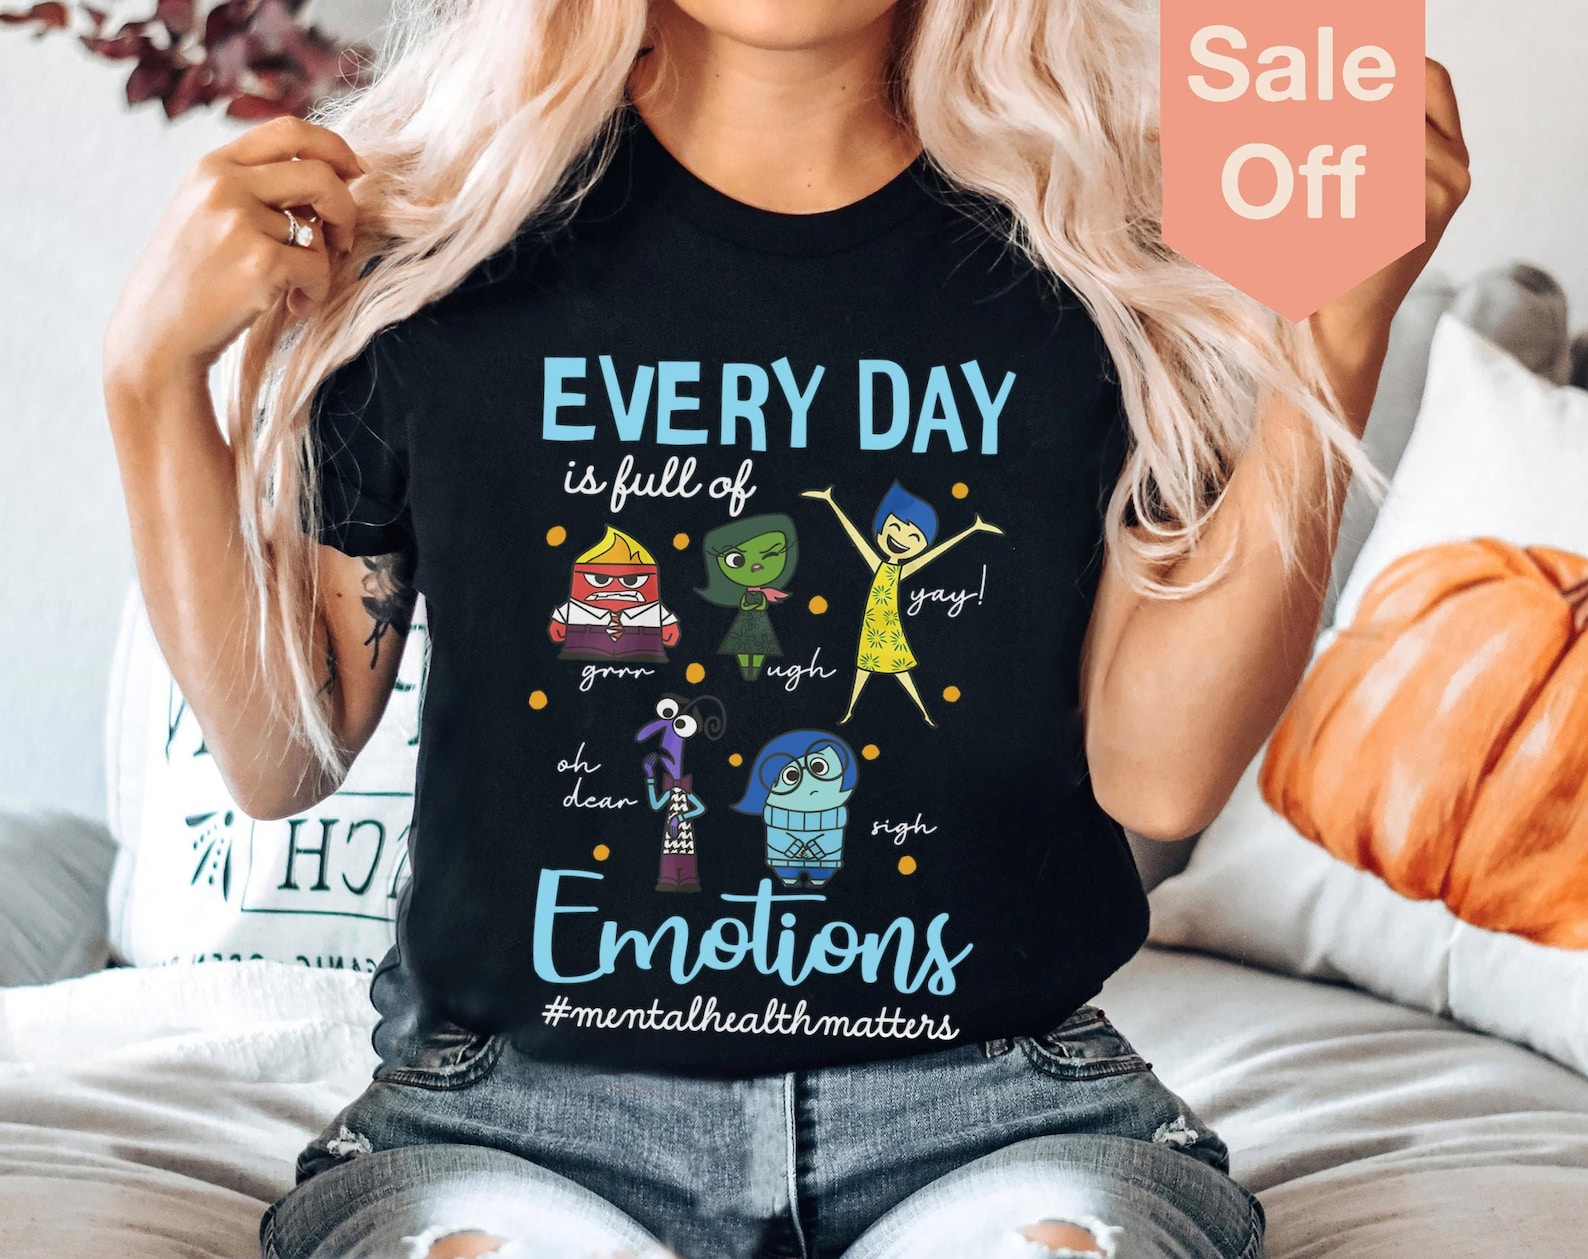 Sale
Off
EVERY DAY
is full of
yay!
grrr
ugh
oh
dear
sigh
Emotions
#mentalhealthmatters